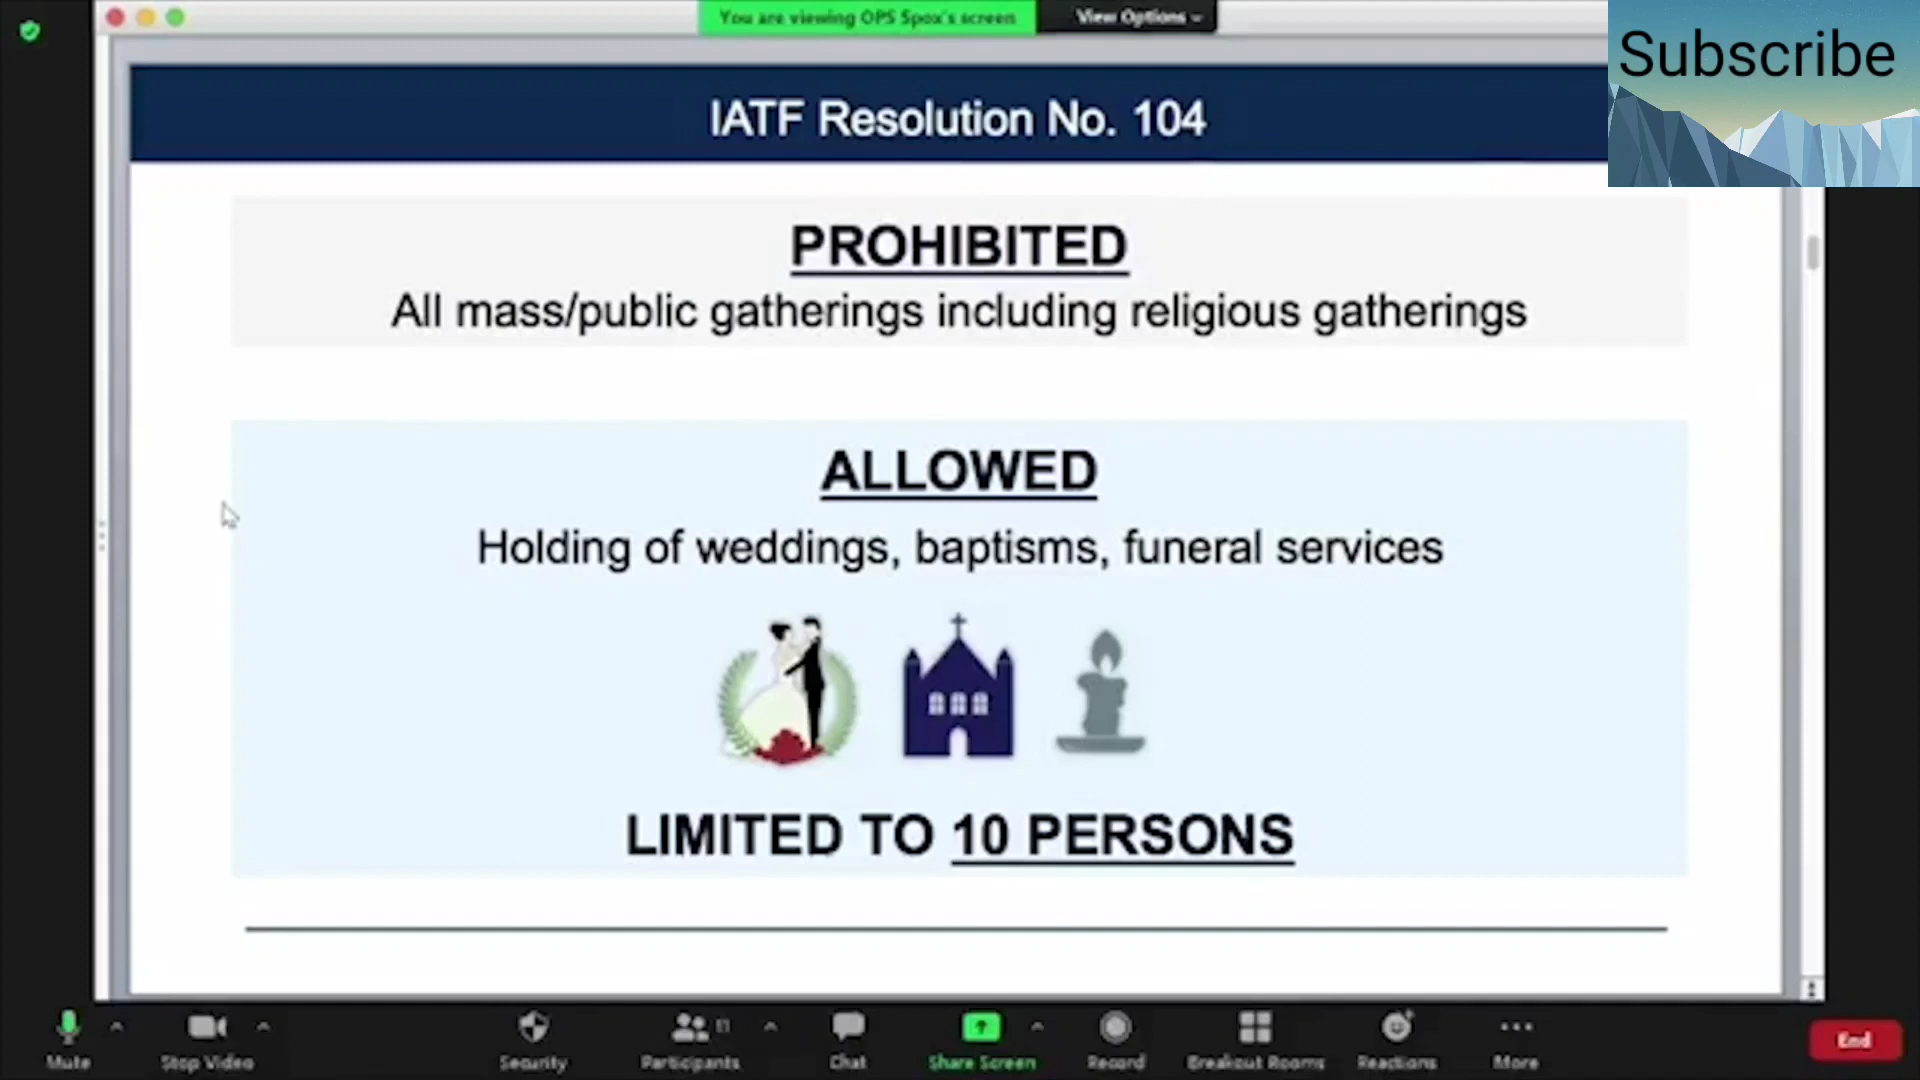 You are viewing OPS Spox's screen
View Options
Subscribe
IATF Resolution No. 104
PROHIBITED
All mass/public gatherings including religious gatherings
ALLOWED
Holding of weddings, baptisms, funeral services
LIMITED TO 10 PERSONS
Mute
Stop Video
Security
Participants
Chat
Share Screen
Record
Breakout Rooms
Reactions
More
End